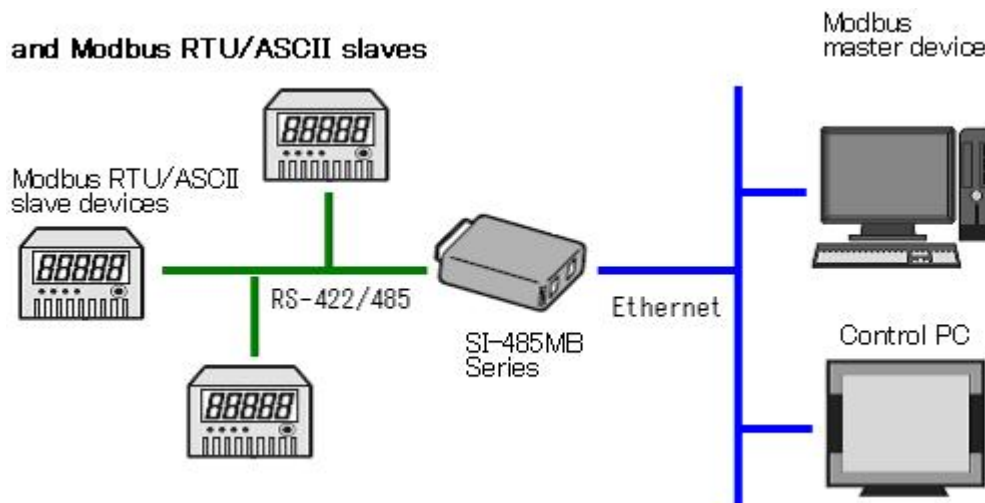 and Modbus RTU/ASCII slaves
Modbus
master device
88888
Modbus RTU/ASCII
slave devices
88888
RS-422/485
Ethernet
SI-485MB
Series
Control PC
88888